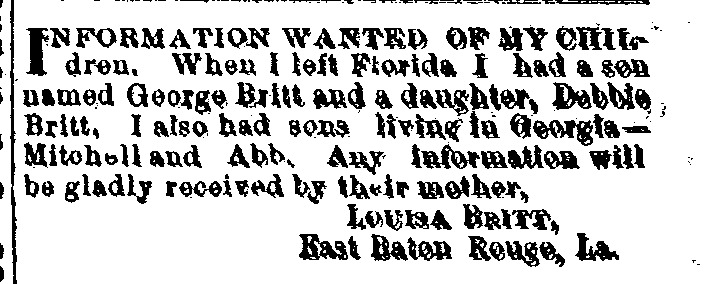 INFORMATION WANTED OF MY CHIL-
dren. When I left Florida I had a son
named George Britt and a daughter, Debbie
Britt. I also had sons living in Georgia—
Mitchell and Abb. Any information will
be gladly received by their mother,
LOUISA BRITT,
East Baton Rouge, La.